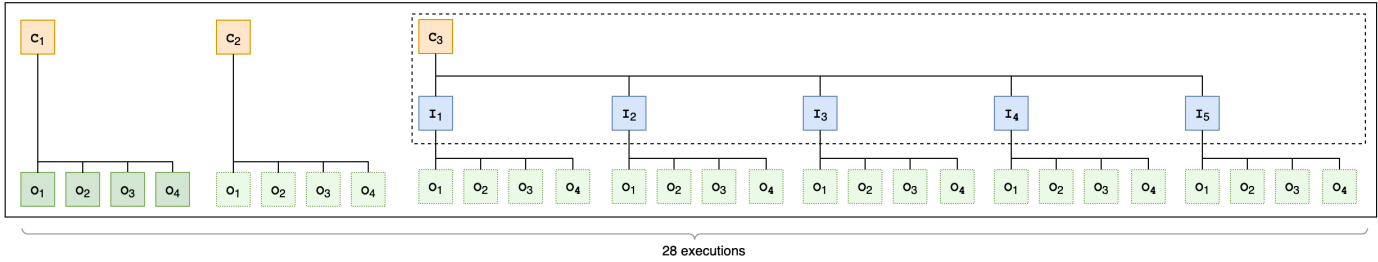 C₁ C₂ C₃
I₁ I₂ I₃ I₄ I₅
O₁ O₂ O₃ O₄ O₁ O₂ O₃ O₄ O₁ O₂ O₃ O₄ O₁ O₂ O₃ O₄ O₁ O₂ O₃ O₄ O₁ O₂ O₃ O₄ O₁ O₂ O₃ O₄
28 executions